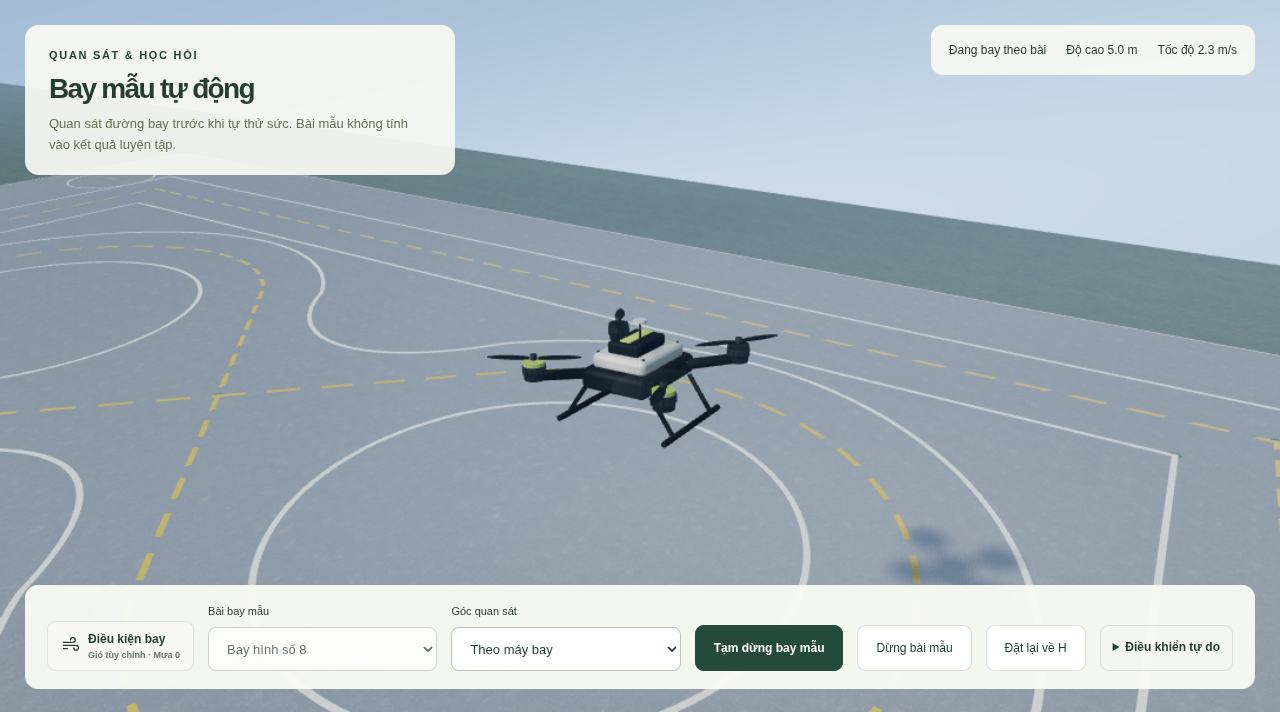 QUAN SÁT & HỌC HỎI
Bay mẫu tự động
Quan sát đường bay trước khi tự thử sức. Bài mẫu không tính
vào kết quả luyện tập.
Đang bay theo bài Độ cao 5.0 m Tốc độ 2.3 m/s
Điều kiện bay
Gió tùy chỉnh · Mưa 0
Bài bay mẫu
Bay hình số 8
Góc quan sát
Theo máy bay
Tạm dừng bay mẫu
Dừng bài mẫu
Đặt lại về H
Điều khiển tự do